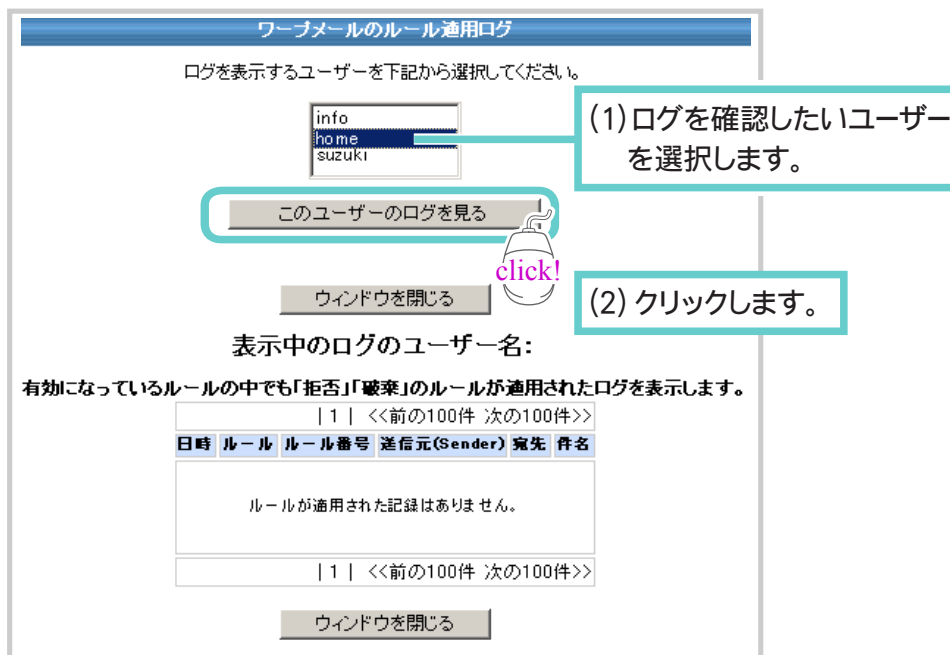 ワープメールのルール適用ログ
ログを表示するユーザーを下記から選択してください。
info
home
suzuki
(1)ログを確認したいユーザー
を選択します。
このユーザーのログを見る
click!
ウィンドウを閉じる
(2) クリックします。
表示中のログのユーザー名:
有効になっているルールの中でも「拒否」「破棄」のルールが適用されたログを表示します。
| 1 | <<前の100件 次の100件>>
日時 ルール ルール番号 送信元(Sender) 宛先 件名
ルールが適用された記録はありません。
| 1 | <<前の100件 次の100件>>
ウィンドウを閉じる